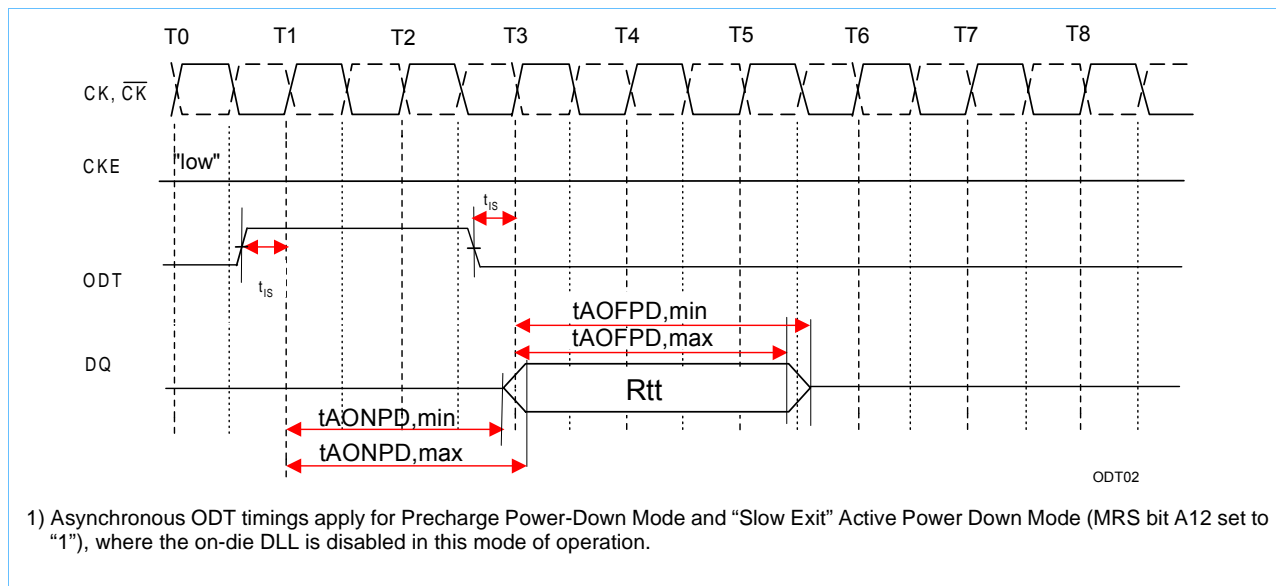 T0 T1 T2 T3 T4 T5 T6 T7 T8
CK, CK
CKE
"low"
tIS
ODT
tIS
tAOFPD,min
tAOFPD,max
DQ
Rtt
tAONPD,min
tAONPD,max
ODT02
1) Asynchronous ODT timings apply for Precharge Power-Down Mode and “Slow Exit” Active Power Down Mode (MRS bit A12 set to
“1”), where the on-die DLL is disabled in this mode of operation.